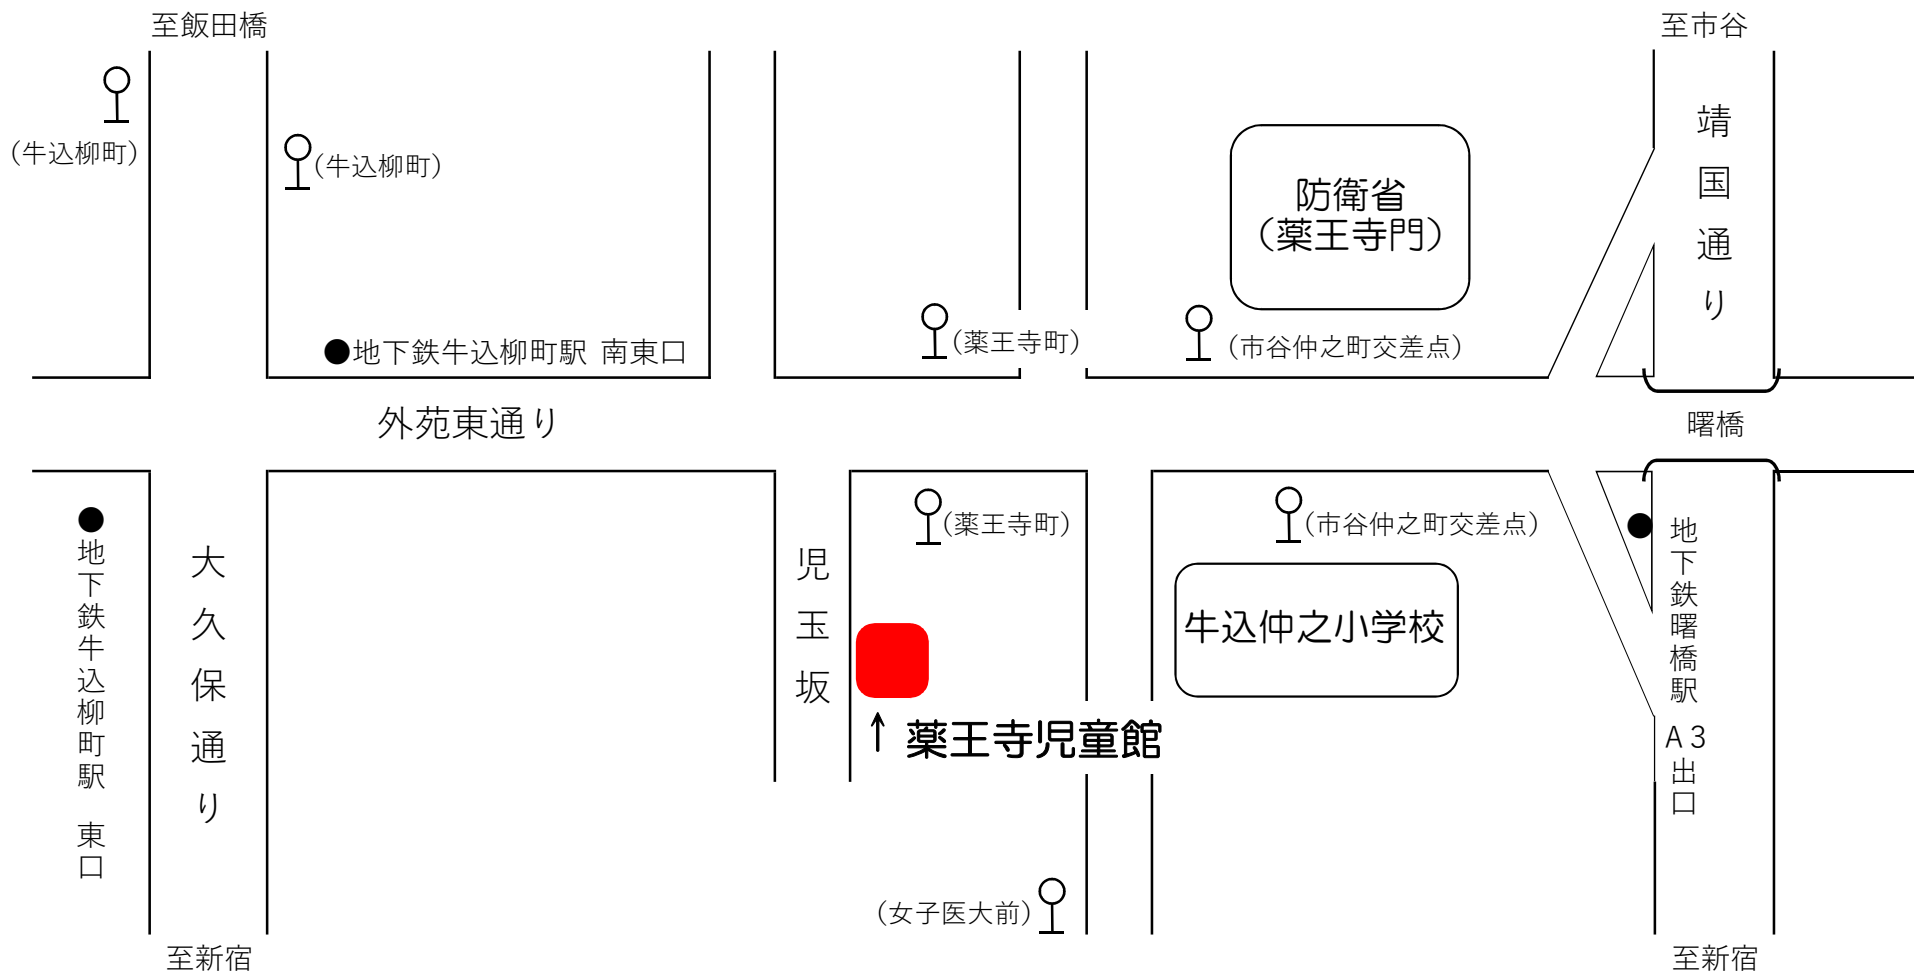 至飯田橋
至市谷
(牛込柳町)
(牛込柳町)
靖国通り
防衛省
(薬王寺門)
(薬王寺町)
(市谷仲之町交差点)
●地下鉄牛込柳町駅 南東口
外苑東通り
曙橋
(薬王寺町)
(市谷仲之町交差点)
●地下鉄牛込柳町駅 東口
大久保通り
児玉坂
牛込仲之小学校
●地下鉄曙橋駅 A3出口
↑ 薬王寺児童館
(女子医大前)
至新宿
至新宿